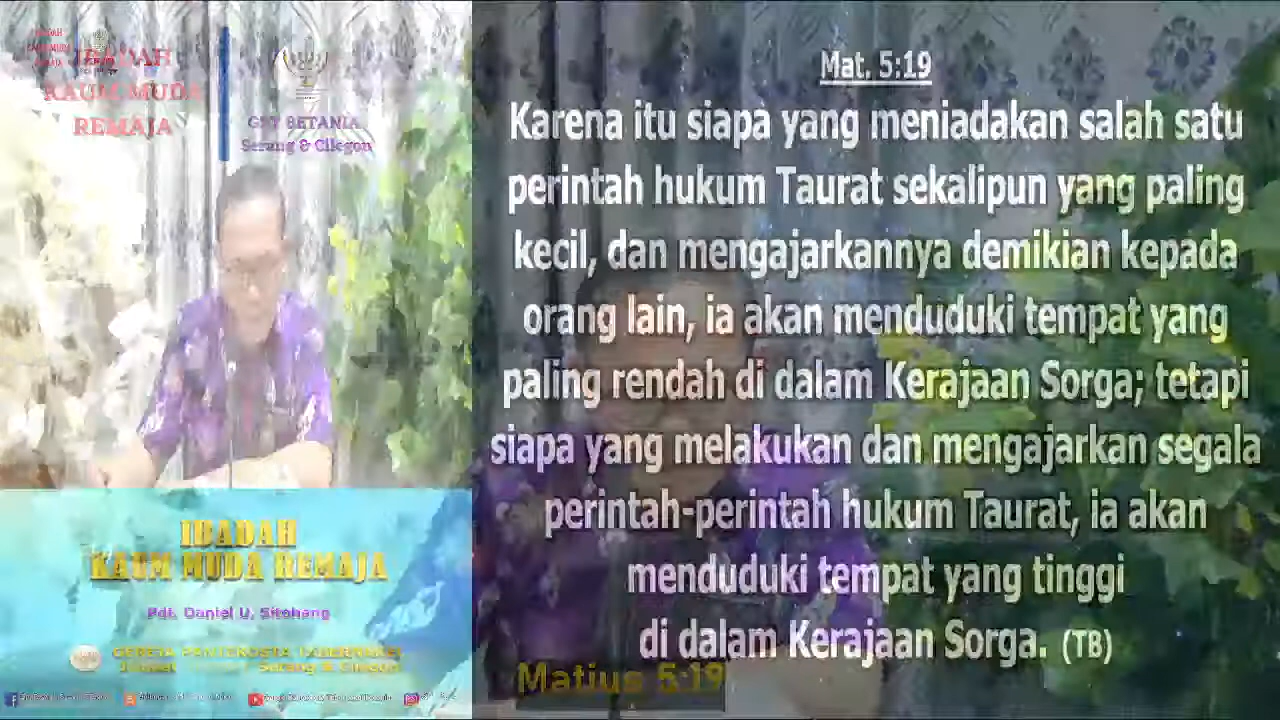 IBADAH
KAUM MUDA
REMAJA
GPT BETANIA
Serang & Cilegon
Mat. 5:19
Karena itu siapa yang meniadakan salah satu
perintah hukum Taurat sekalipun yang paling
kecil, dan mengajarkannya demikian kepada
orang lain, ia akan menduduki tempat yang
paling rendah di dalam Kerajaan Sorga; tetapi
siapa yang melakukan dan mengajarkan segala
perintah-perintah hukum Taurat, ia akan
menduduki tempat yang tinggi
di dalam Kerajaan Sorga. (TB)
Matius 5:19
IBADAH
KAUM MUDA REMAJA
Pdt. Daniel U. Sitohang
GEREJA PANTEKOSTA TABERNAKEL
Serang & Cilegon